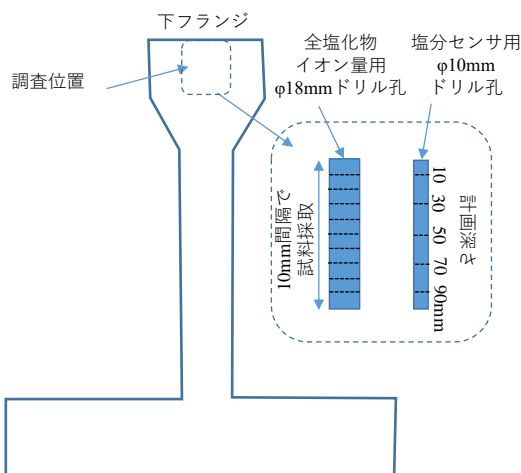 下フランジ
調査位置
全塩化物
イオン量用
φ18mmドリル孔
塩分センサ用
φ10mm
ドリル孔
10mm間隔で
試料採取
10
30
50
70
90mm
計画深さ